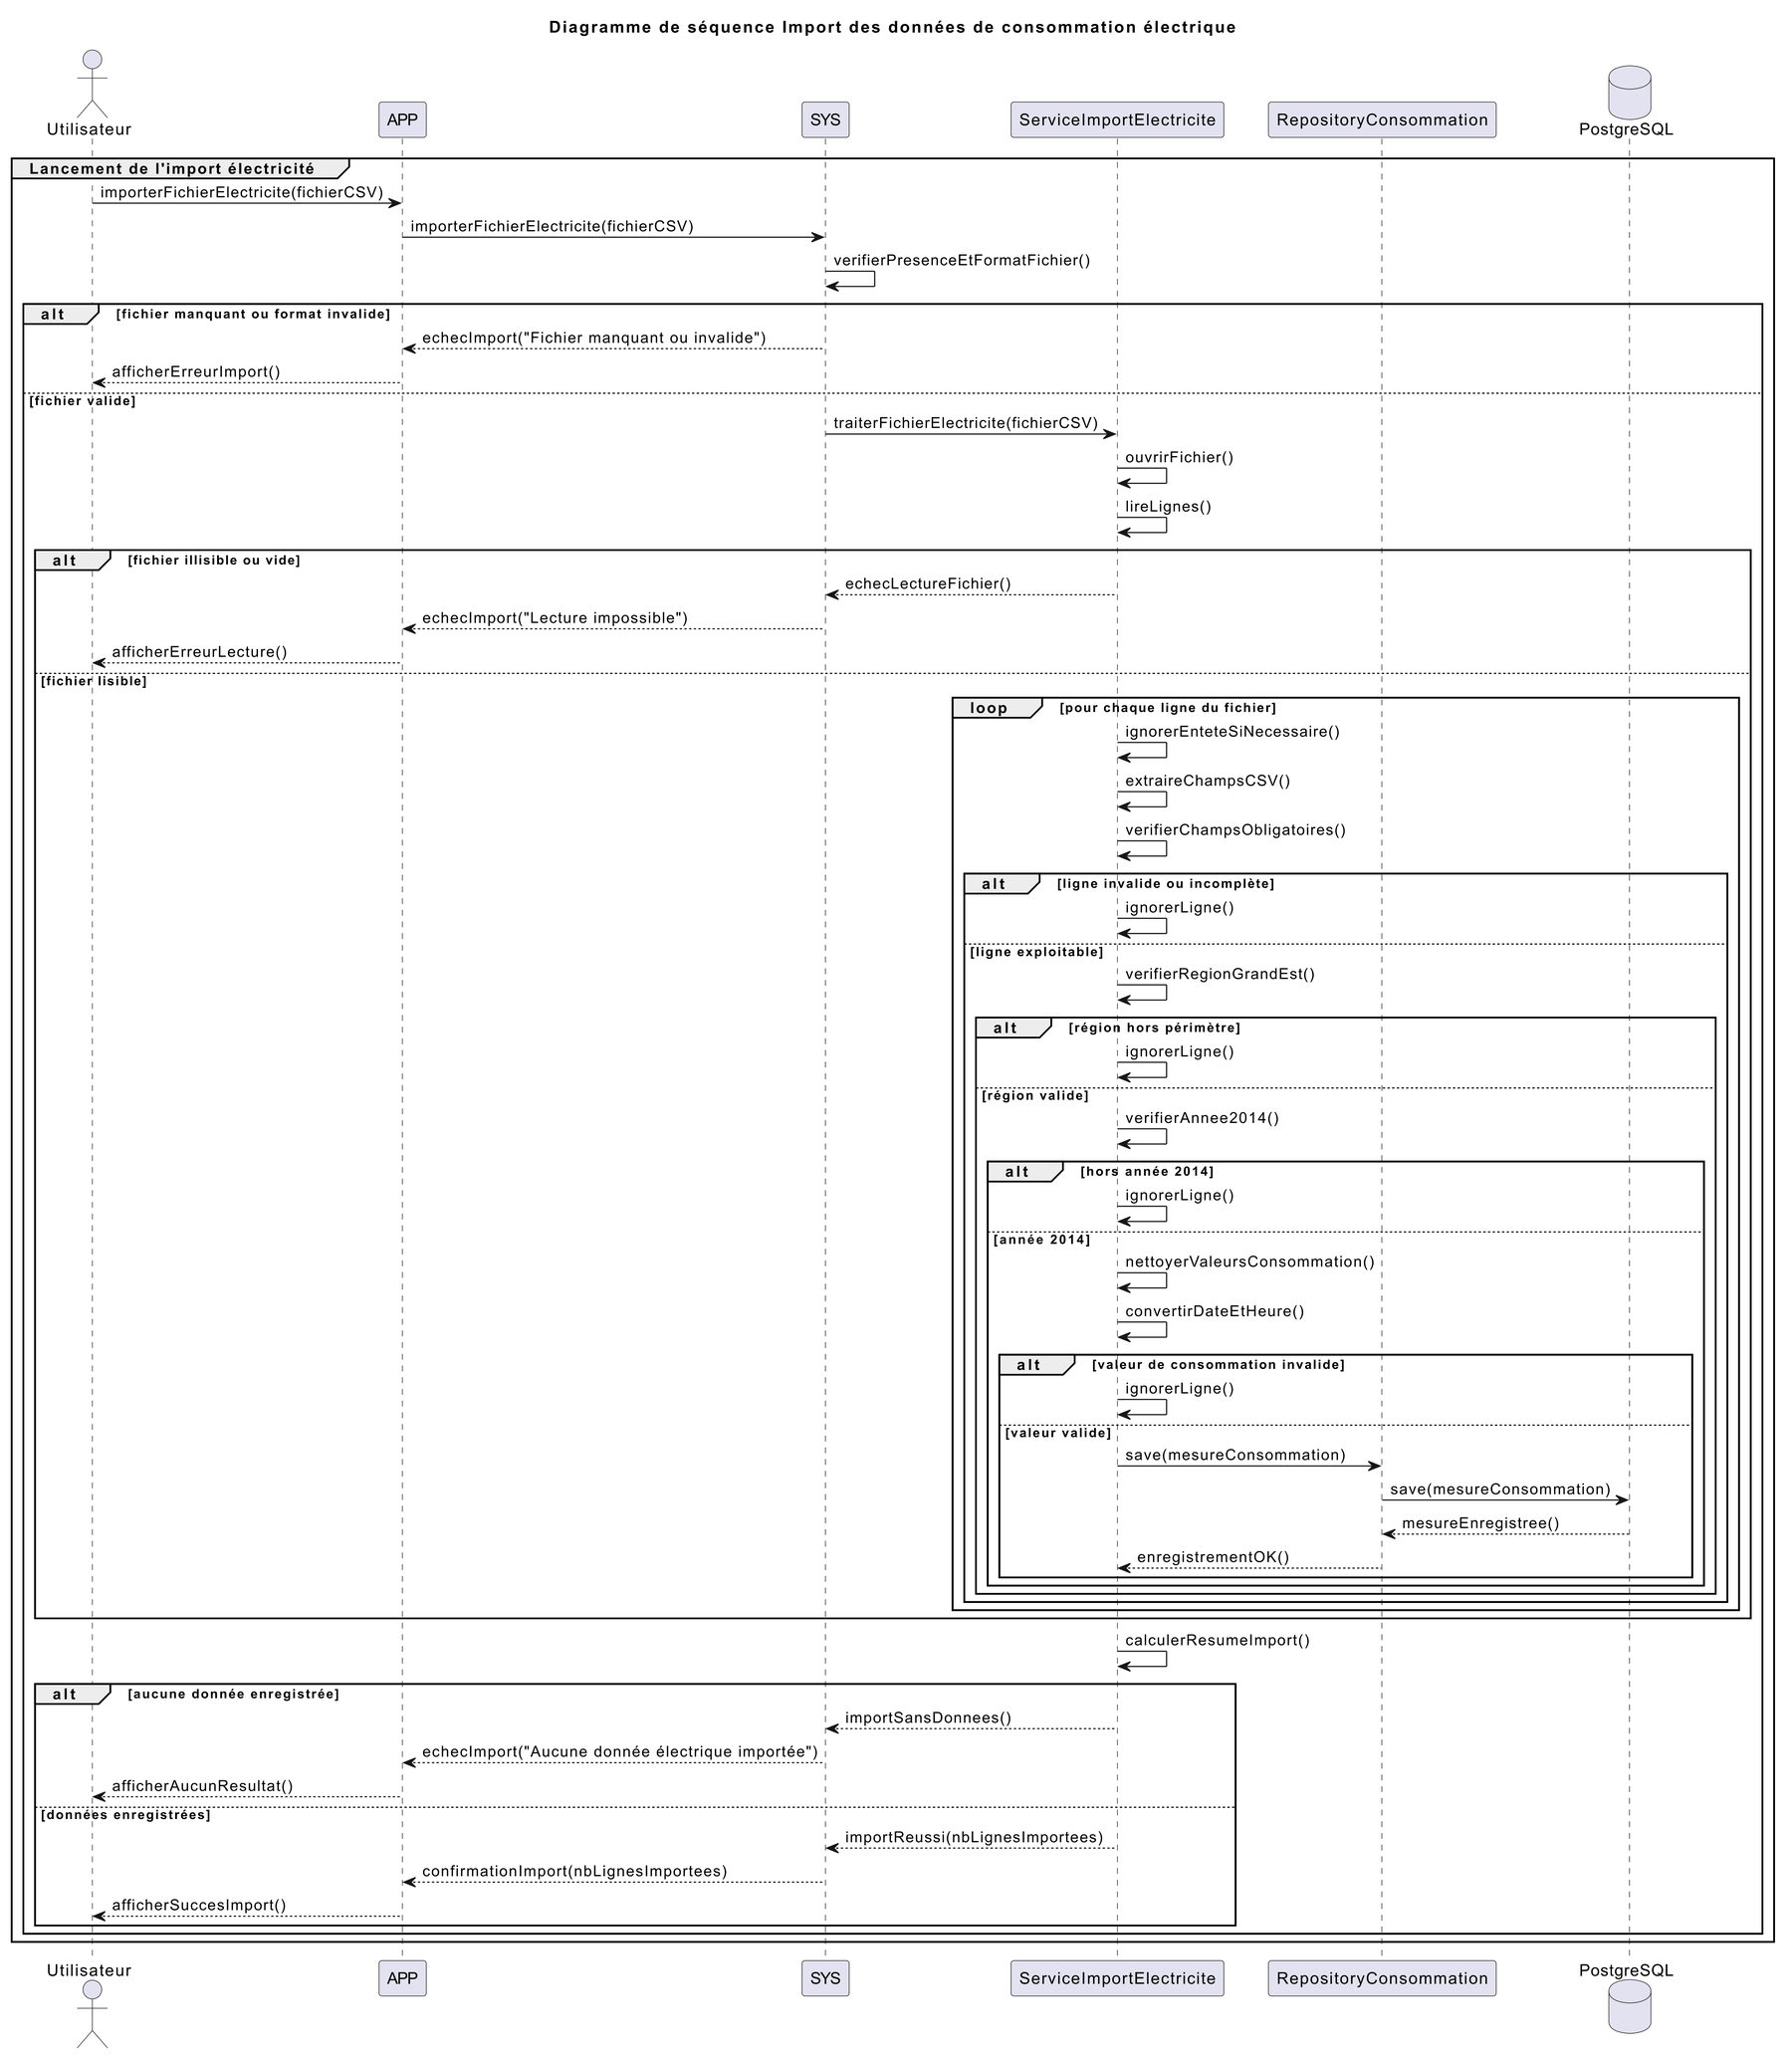 Diagramme de séquence Import des données de consommation électrique
Utilisateur
APP
SYS
ServiceImportElectricite
RepositoryConsommation
PostgreSQL
Lancement de l'import électricité
importerFichierElectricite(fichierCSV)
importerFichierElectricite(fichierCSV)
verifierPresenceEtFormatFichier()
alt
[fichier manquant ou format invalide]
echecImport("Fichier manquant ou invalide")
afficherErreurImport()
[fichier valide]
traiterFichierElectricite(fichierCSV)
ouvrirFichier()
lireLignes()
alt
[fichier illisible ou vide]
echecLectureFichier()
echecImport("Lecture impossible")
afficherErreurLecture()
[fichier lisible]
loop
[pour chaque ligne du fichier]
ignorerEnteteSiNecessaire()
extraireChampsCSV()
verifierChampsObligatoires()
alt
[ligne invalide ou incomplète]
ignorerLigne()
[ligne exploitable]
verifierRegionGrandEst()
alt
[région hors périmètre]
ignorerLigne()
[région valide]
verifierAnnee2014()
alt
[hors année 2014]
ignorerLigne()
[année 2014]
nettoyerValeursConsommation()
convertirDateEtHeure()
alt
[valeur de consommation invalide]
ignorerLigne()
[valeur valide]
save(mesureConsommation)
save(mesureConsommation)
mesureEnregistree()
enregistrementOK()
calculerResumeImport()
alt
[aucune donnée enregistrée]
importSansDonnees()
echecImport("Aucune donnée électrique importée")
afficherAucunResultat()
[données enregistrées]
importReussi(nbLignesImportees)
confirmationImport(nbLignesImportees)
afficherSuccesImport()
Utilisateur
APP
SYS
ServiceImportElectricite
RepositoryConsommation
PostgreSQL